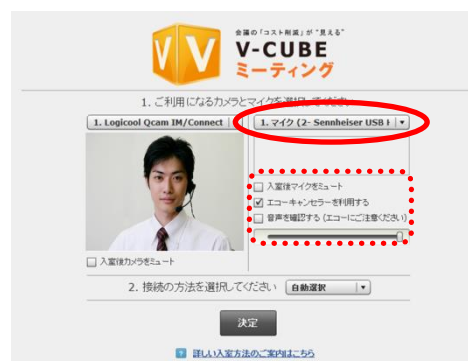 会議の「コスト削減」が"見える"
V-CUBE
ミーティング
1. ご利用になるカメラとマイクを選択してください
1. Logicool Qcam IM/Connect
1. マイク (2- Sennheiser USB H
入室後マイクをミュート
エコーキャンセラーを利用する
音声を確認する (エコーにご注意ください)
入室後カメラをミュート
2. 接続の方法を選択してください
自動選択
決定
? 詳しい入室方法のご案内はこちら